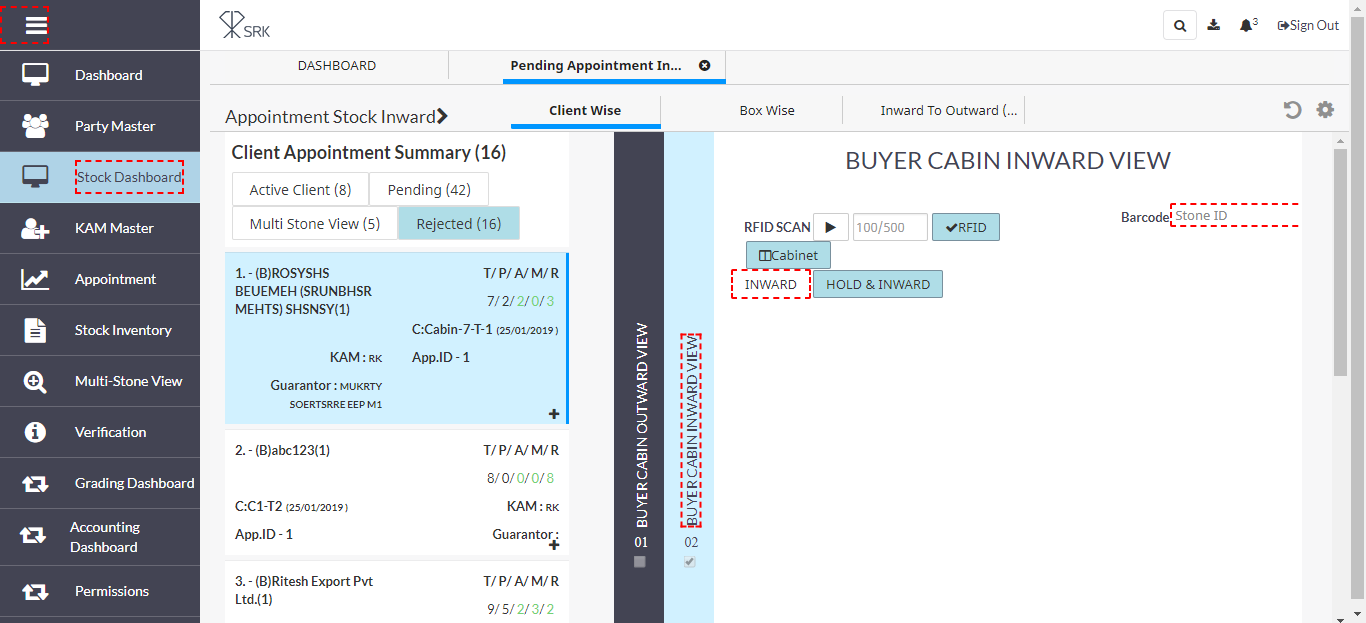 SRK
3
Sign Out
Dashboard
Party Master
Stock Dashboard
KAM Master
Appointment
Stock Inventory
Multi-Stone View
Verification
Grading Dashboard
Accounting
Dashboard
Permissions
DASHBOARD
Pending Appointment In...
Appointment Stock Inward
Client Wise
Box Wise
Inward To Outward (...
Client Appointment Summary (16)
Active Client (8)
Pending (42)
Multi Stone View (5)
Rejected (16)
1. - (B)ROSYSHS
BEUEMEH (SRUNBHSR
MEHTS) SHSNSY(1)
T/ P/ A/ M/ R
7/ 2/ 2/ 0/ 3
C:Cabin-7-T-1 (25/01/2019 )
KAM : RK
App.ID - 1
Guarantor : MUKRTY
SOERTSRRE EEP M1
2. - (B)abc123(1)
T/ P/ A/ M/ R
8/ 0/ 0/ 0/ 8
C:C1-T2 (25/01/2019 )
KAM : RK
App.ID - 1
Guarantor :
3. - (B)Ritesh Export Pvt
Ltd.(1)
T/ P/ A/ M/ R
9/ 5/ 2/ 3/ 2
BUYER CABIN OUTWARD VIEW
01
BUYER CABIN INWARD VIEW
02
BUYER CABIN INWARD VIEW
Barcode
Stone ID
RFID SCAN
100/500
RFID
Cabinet
INWARD
HOLD & INWARD